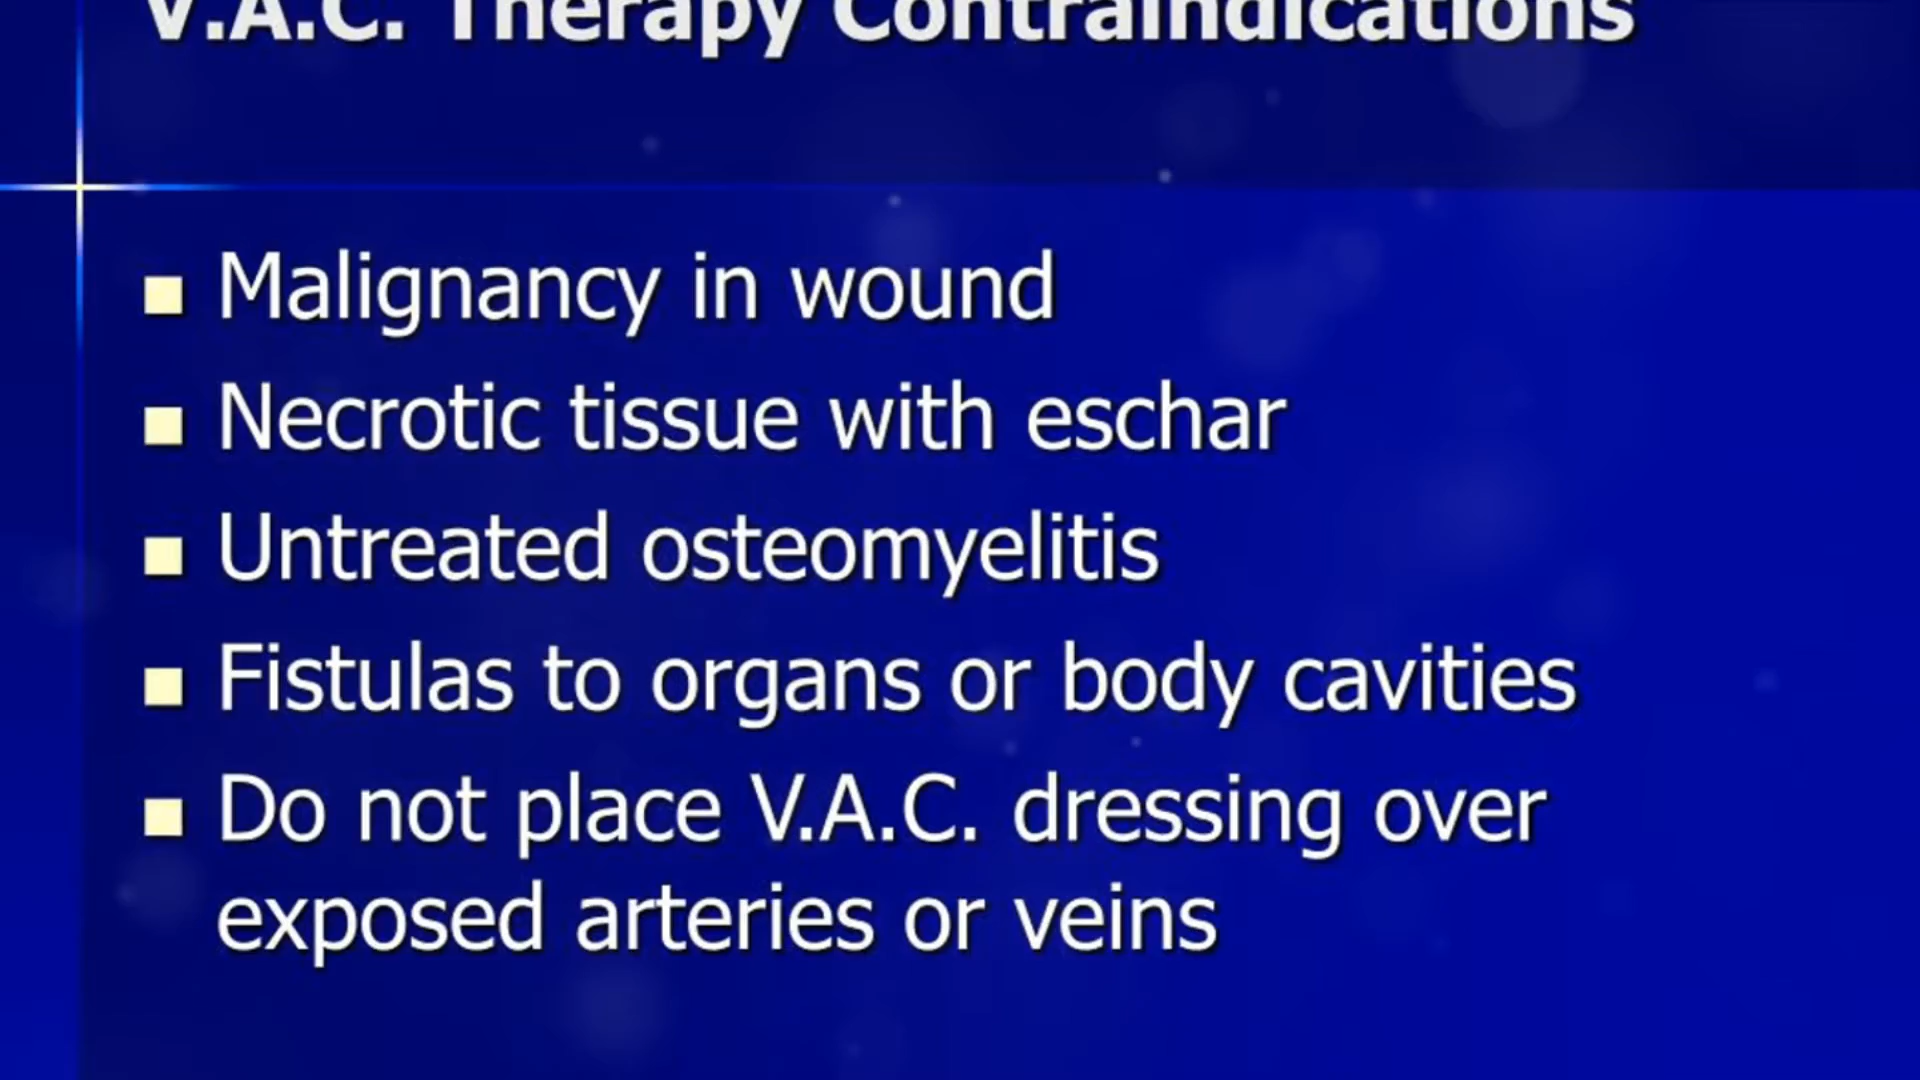 V.A.C. Therapy Contraindications
Malignancy in wound
Necrotic tissue with eschar
Untreated osteomyelitis
Fistulas to organs or body cavities
Do not place V.A.C. dressing over
exposed arteries or veins